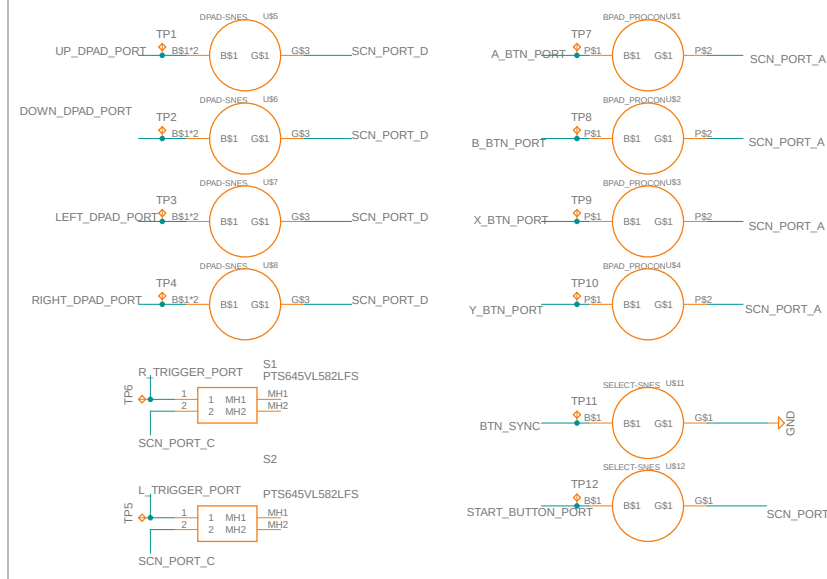 DPAD-SNES U$5
TP1
UP_DPAD_PORT B$1*2 B$1 G$1 G$3 SCN_PORT_D
DPAD-SNES U$6
DOWN_DPAD_PORT TP2
B$1*2 B$1 G$1 G$3 SCN_PORT_D
DPAD-SNES U$7
TP3
LEFT_DPAD_PORT B$1*2 B$1 G$1 G$3 SCN_PORT_D
DPAD-SNES U$8
TP4
RIGHT_DPAD_PORT B$1*2 B$1 G$1 G$3 SCN_PORT_D
S1
R_TRIGGER_PORT PTS645VL582LFS
TP6 1 1 MH1 MH1
2 2 MH2 MH2
SCN_PORT_C
S2
L_TRIGGER_PORT PTS645VL582LFS
TP5 1 1 MH1 MH1
2 2 MH2 MH2
SCN_PORT_C
BPAD_PROCON U$1
TP7
A_BTN_PORT P$1 B$1 G$1 P$2 SCN_PORT_A
BPAD_PROCON U$2
TP8
B_BTN_PORT P$1 B$1 G$1 P$2 SCN_PORT_A
BPAD_PROCON U$3
TP9
X_BTN_PORT P$1 B$1 G$1 P$2 SCN_PORT_A
BPAD_PROCON U$4
TP10
Y_BTN_PORT P$1 B$1 G$1 P$2 SCN_PORT_A
SELECT-SNES U$11
TP11
BTN_SYNC B$1 B$1 G$1 G$1 GND
SELECT-SNES U$12
TP12
START_BUTTON_PORT B$1 B$1 G$1 G$1 SCN_PORT